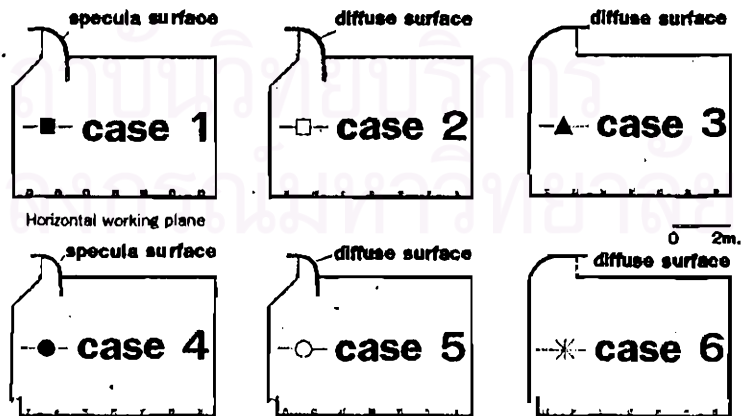 specula surface
diffuse surface
diffuse surface
case 1
case 2
case 3
Horizontal working plane
0 2m.
specula surface
diffuse surface
diffuse surface
case 4
case 5
case 6